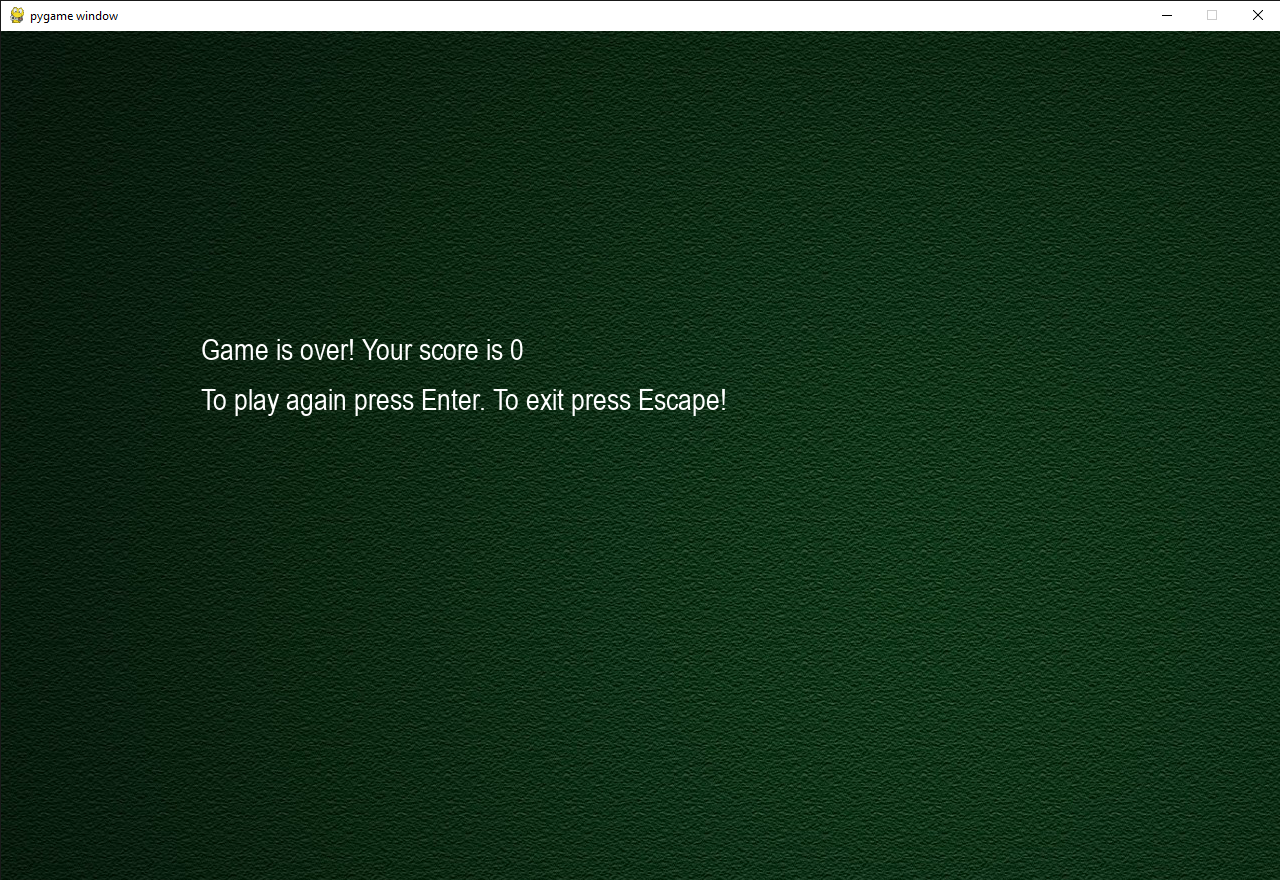 pygame window
Game is over! Your score is 0
To play again press Enter. To exit press Escape!